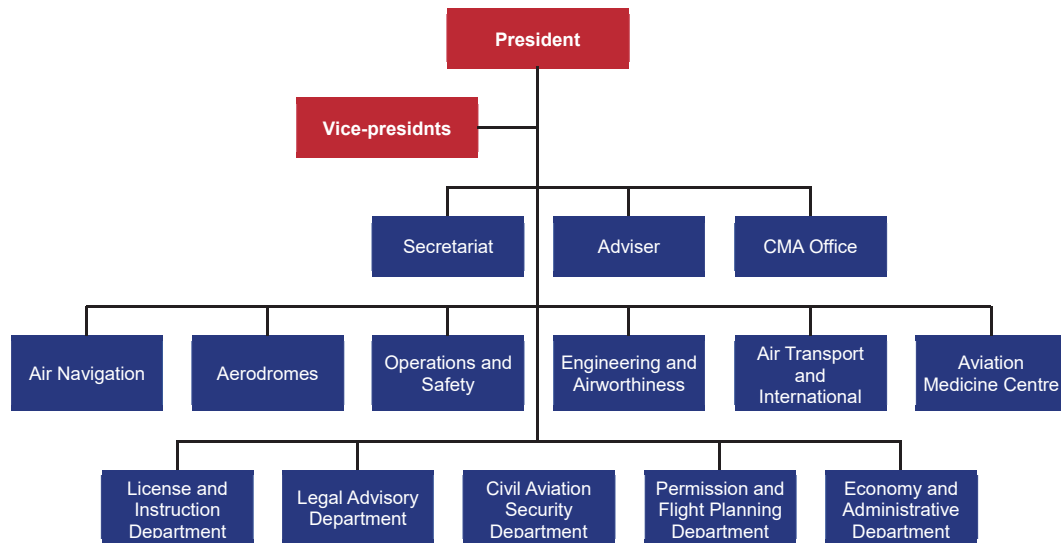 President
Vice-presidnts
Secretariat
Adviser
CMA Office
Air Navigation
Aerodromes
Operations and
Safety
Engineering and
Airworthiness
Air Transport
and
International
Aviation
Medicine Centre
License and
Instruction
Department
Legal Advisory
Department
Civil Aviation
Security
Department
Permission and
Flight Planning
Department
Economy and
Administrative
Department